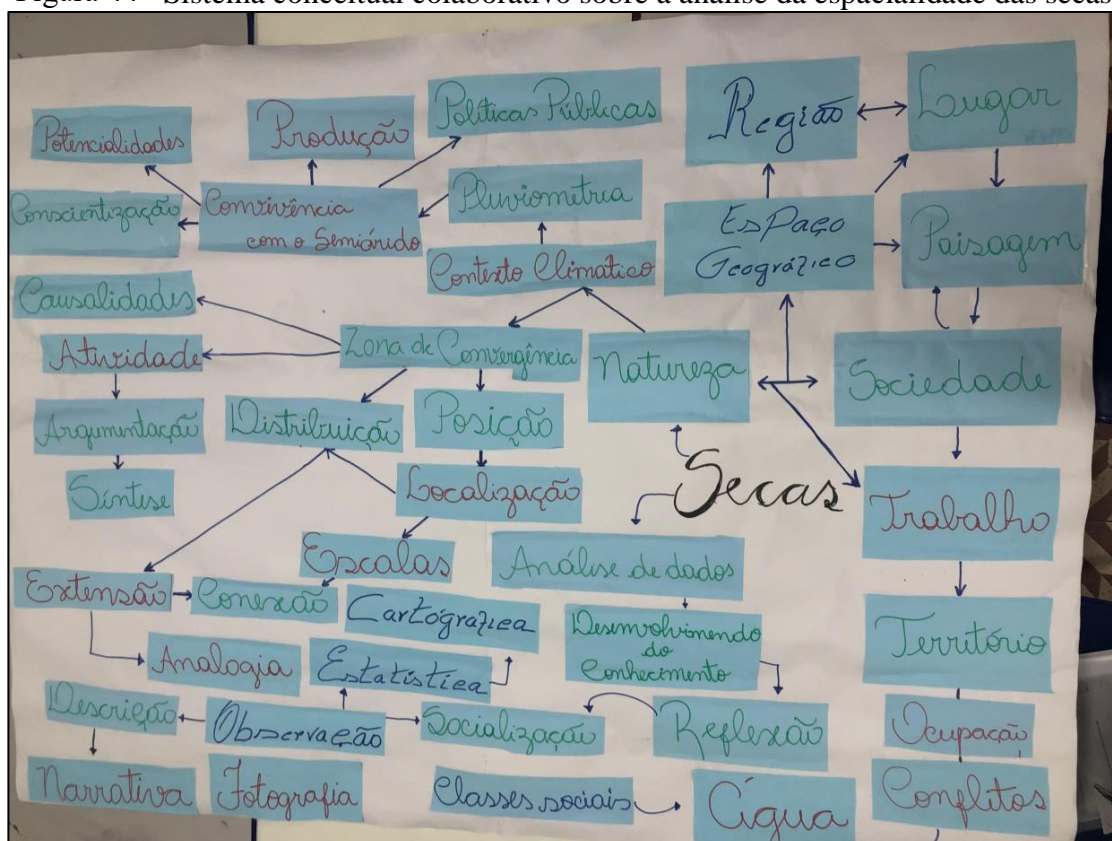 Figura 44 - Sistema conceitual colaborativo sobre a análise da espacialidade das secas
Políticas Públicas
Região
Lugar
Potencialidades
Produção
Conscientização
Convivência
com o Semiárido
Pluviometria
Espaço
Geográfico
Paisagem
Contexto Climático
Causalidades
Atividade
Zona de Convergência
Natureza
Sociedade
Argumentação
Distribuição
Posição
Síntese
Localização
Secas
Trabalho
Escalas
Análise de dados
Extensão
Conexão
Cartográfica
Desenvolvimendo
do
Conhecimento
Território
Analogia
Estatística
Descrição
Observação
Socialização
Reflexão
Ocupação
Narrativa
Fotografia
Classes sociais
Água
Conflitos